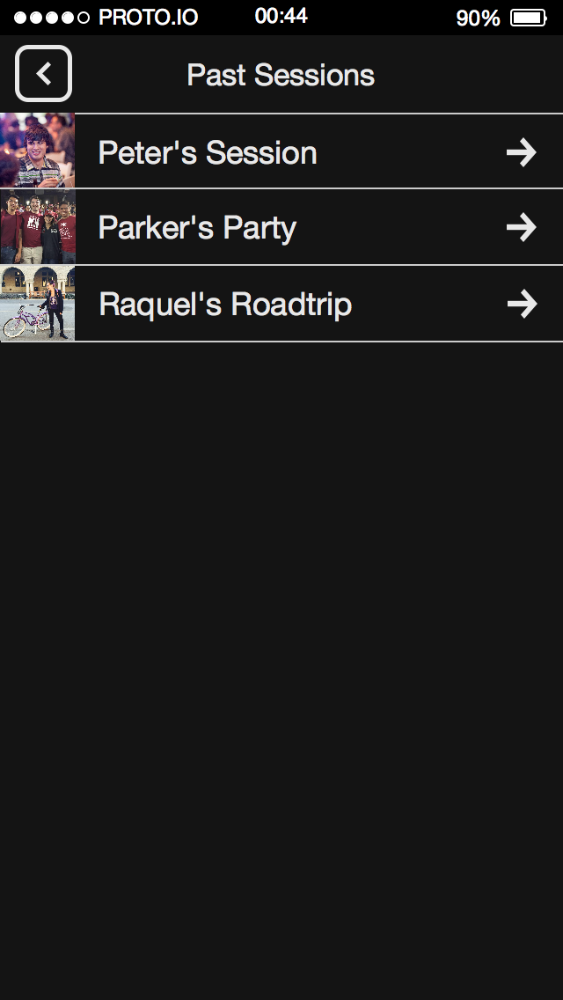 PROTO.IO 00:44 90%
Past Sessions
Peter's Session
Parker's Party
Raquel's Roadtrip